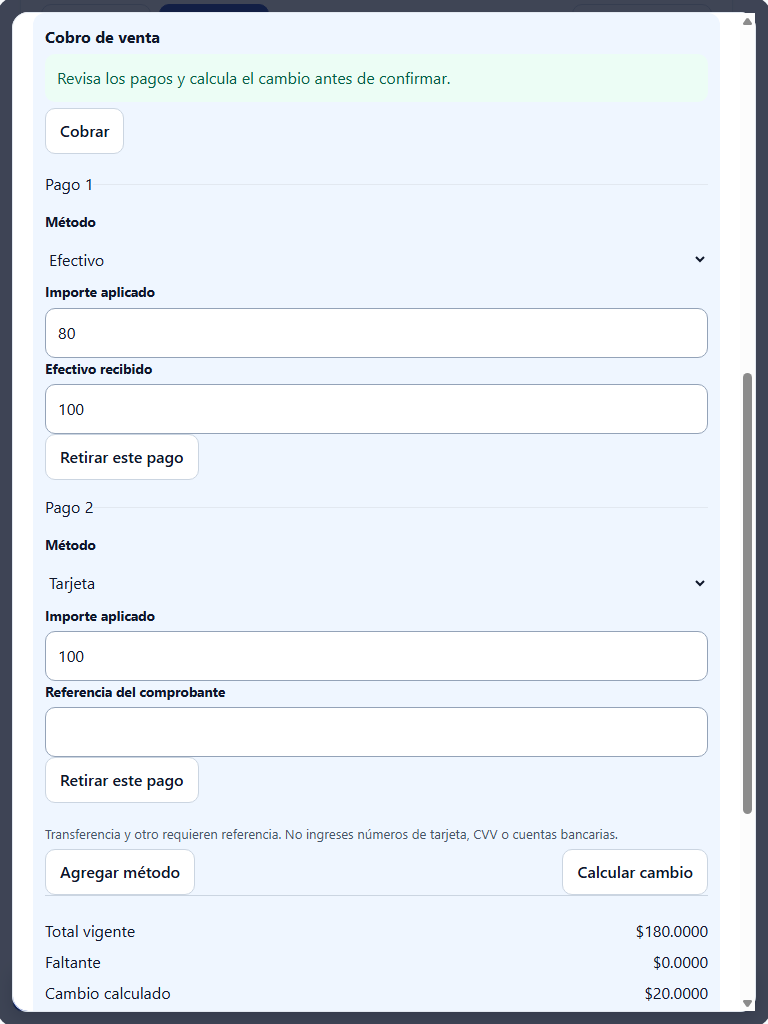 Cobro de venta
Revisa los pagos y calcula el cambio antes de confirmar.
Cobrar
Pago 1
Método
Efectivo
Importe aplicado
80
Efectivo recibido
100
Retirar este pago
Pago 2
Método
Tarjeta
Importe aplicado
100
Referencia del comprobante
Retirar este pago
Transferencia y otro requieren referencia. No ingreses números de tarjeta, CVV o cuentas bancarias.
Agregar método Calcular cambio
Total vigente $180.0000
Faltante $0.0000
Cambio calculado $20.0000